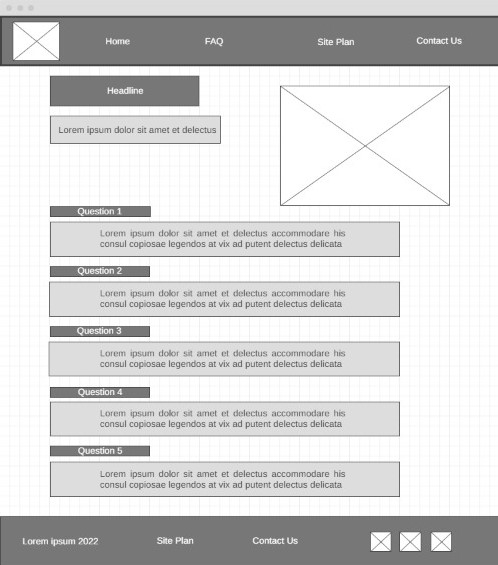 Home FAQ Site Plan Contact Us
Headline
Lorem ipsum dolor sit amet et delectus
Question 1
Lorem ipsum dolor sit amet et delectus accommodare his
consul copiosae legendos at vix ad putent delectus delicata
Question 2
Lorem ipsum dolor sit amet et delectus accommodare his
consul copiosae legendos at vix ad putent delectus delicata
Question 3
Lorem ipsum dolor sit amet et delectus accommodare his
consul copiosae legendos at vix ad putent delectus delicata
Question 4
Lorem ipsum dolor sit amet et delectus accommodare his
consul copiosae legendos at vix ad putent delectus delicata
Question 5
Lorem ipsum dolor sit amet et delectus accommodare his
consul copiosae legendos at vix ad putent delectus delicata
Lorem ipsum 2022 Site Plan Contact Us